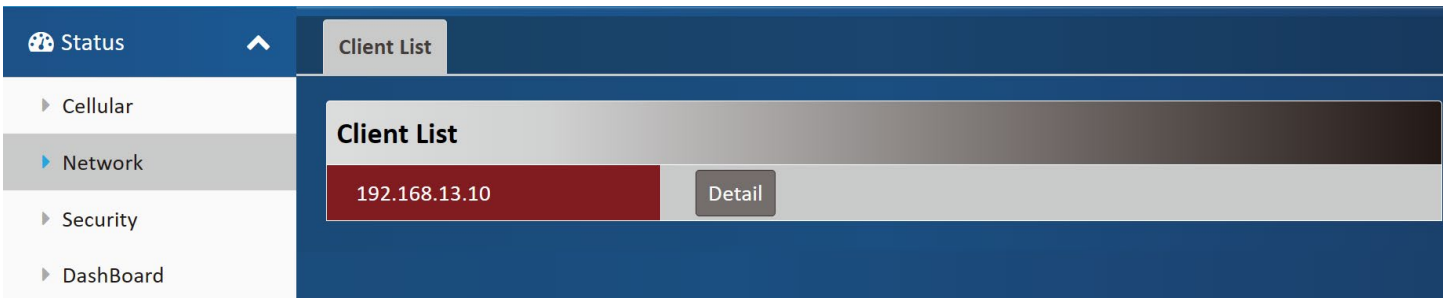 Status
Client List
Cellular
Network
Security
DashBoard
Client List
192.168.13.10 Detail